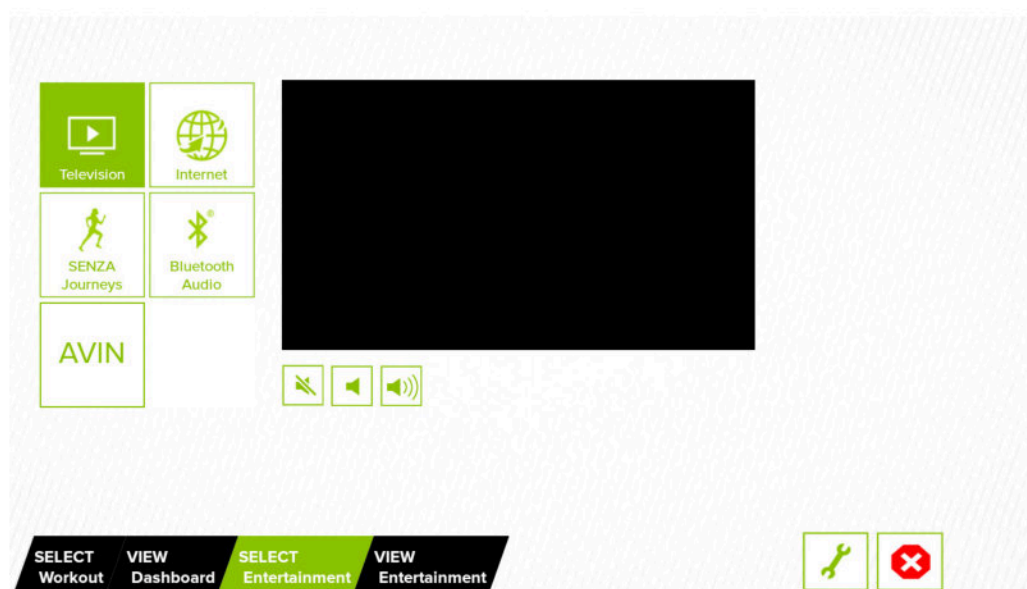 Television
Internet
SENZA
Journeys
Bluetooth
Audio
AVIN
SELECT
Workout
VIEW
Dashboard
SELECT
Entertainment
VIEW
Entertainment